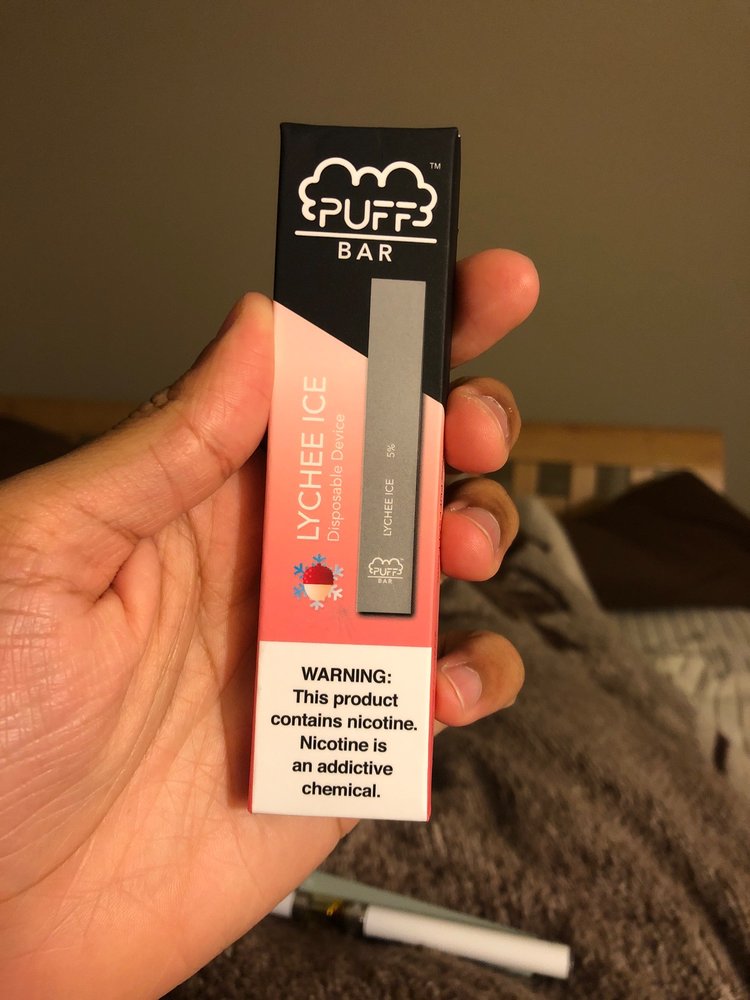 PUFF
™
BAR
LYCHEE ICE
Disposable Device
LYCHEE ICE 5%
PUFF
BAR
WARNING:
This product
contains nicotine.
Nicotine is
an addictive
chemical.